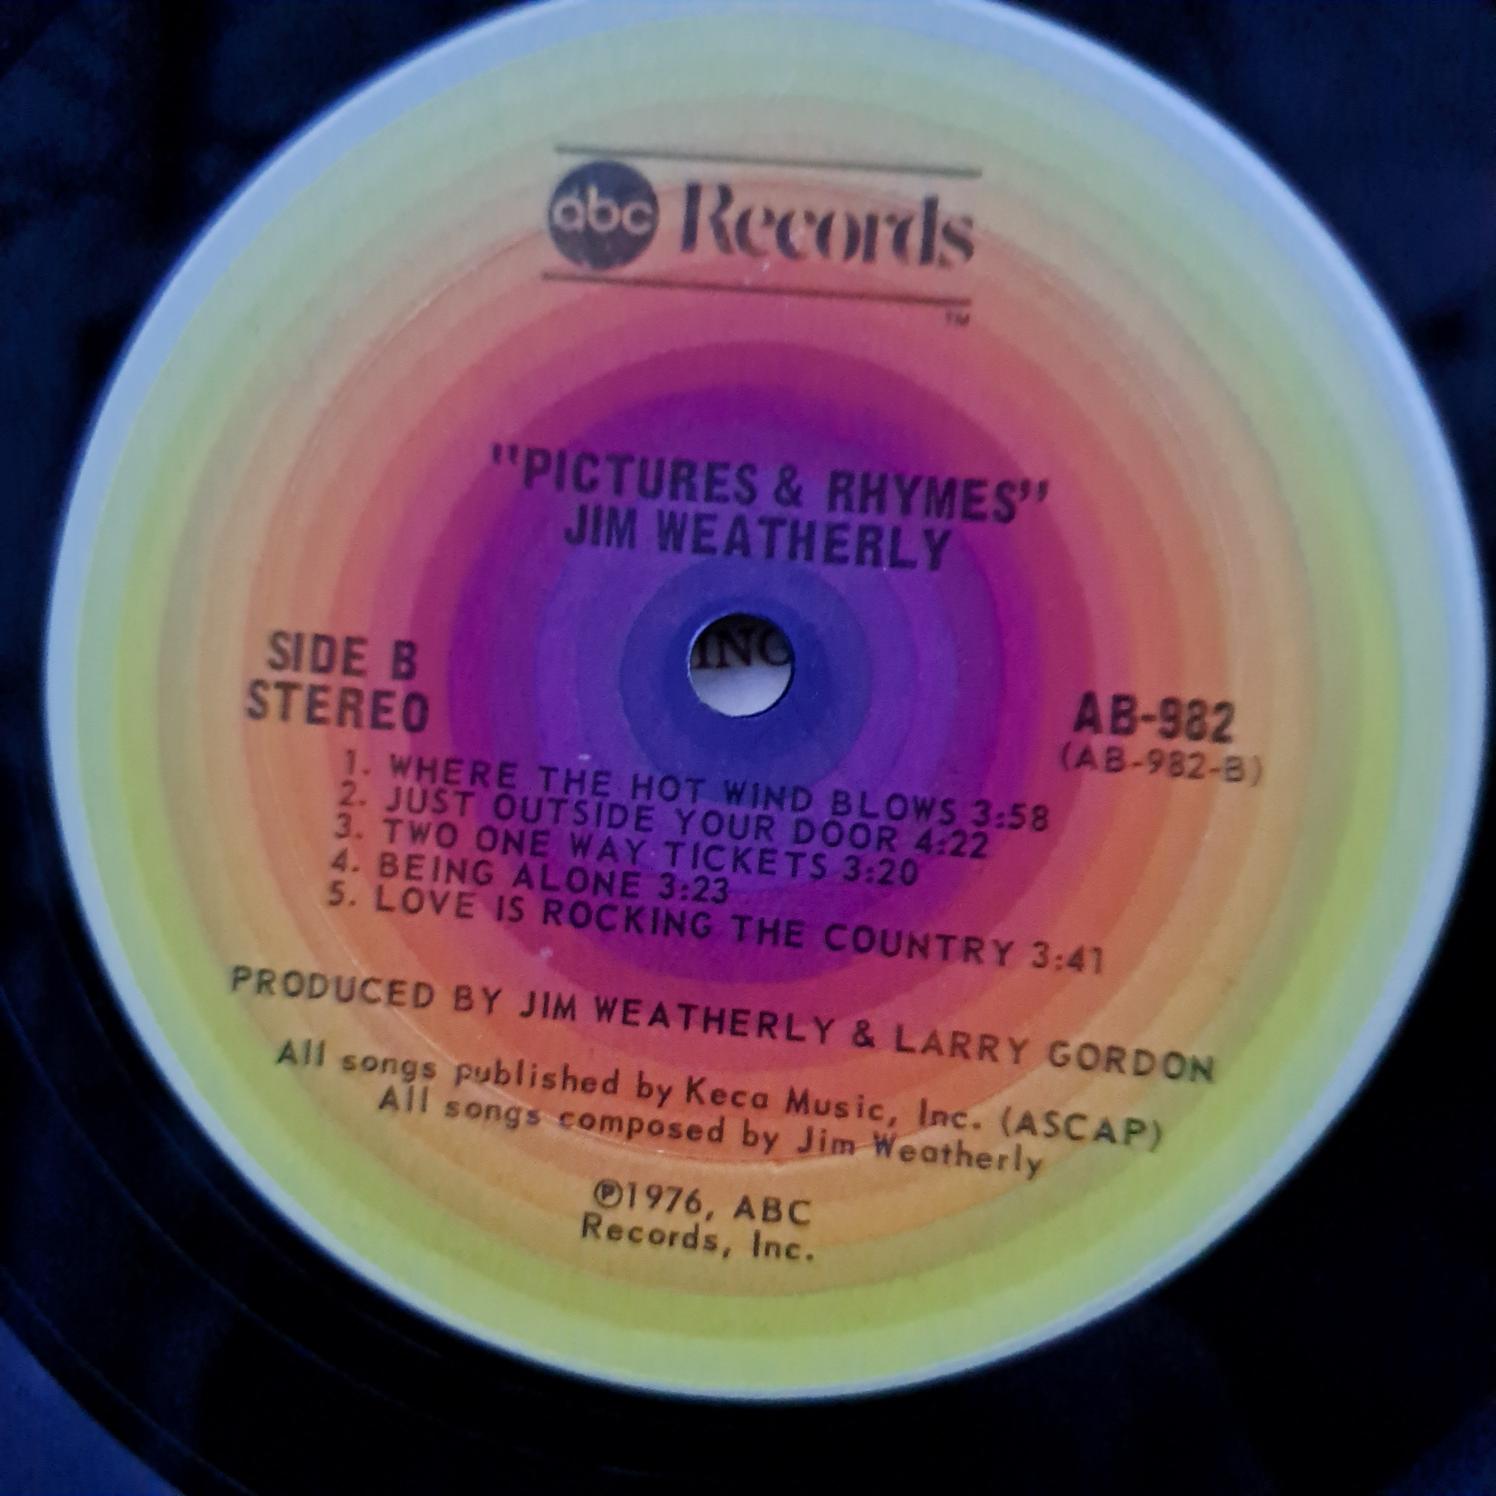 abc Records
TM
"PICTURES & RHYMES"
JIM WEATHERLY
INC
SIDE B
STEREO
AB-982
(AB-982-B)
1. WHERE THE HOT WIND BLOWS 3:58
2. JUST OUTSIDE YOUR DOOR 4:22
3. TWO ONE WAY TICKETS 3:20
4. BEING ALONE 3:23
5. LOVE IS ROCKING THE COUNTRY 3:41
PRODUCED BY JIM WEATHERLY & LARRY GORDON
All songs published by Keca Music, Inc. (ASCAP)
All songs composed by Jim Weatherly
℗1976, ABC
Records, Inc.